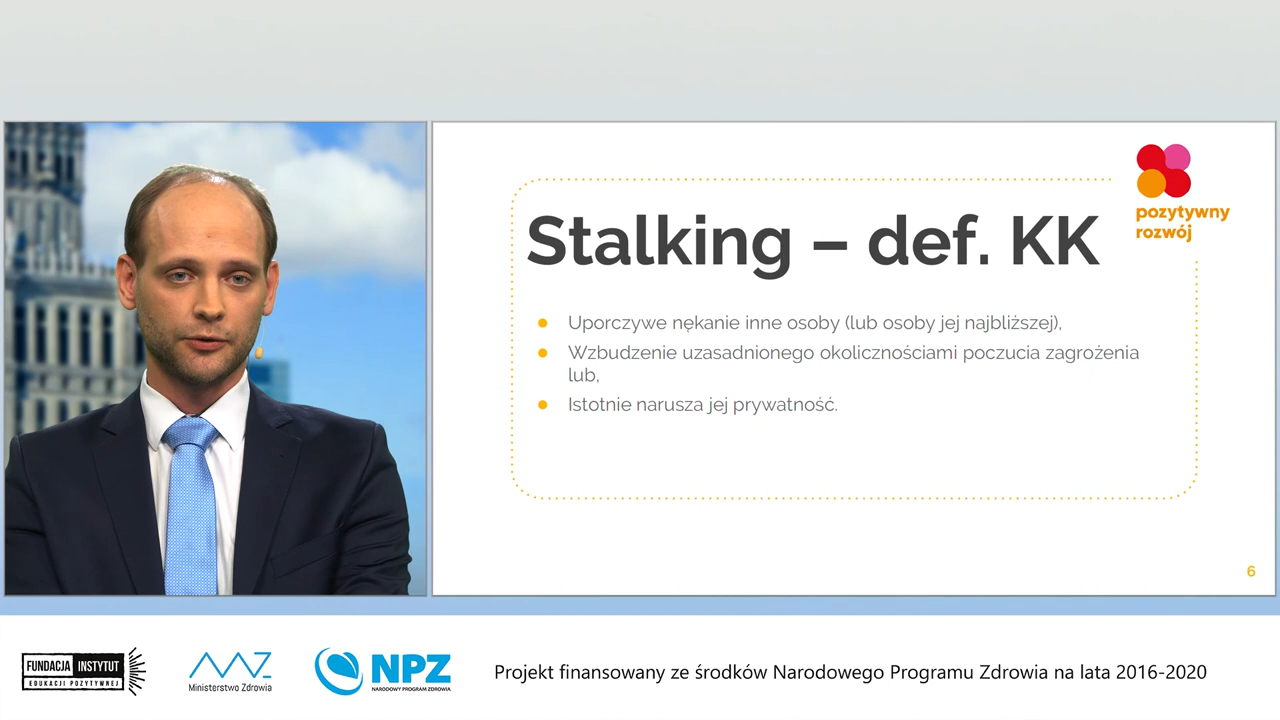 pozytywny
rozwój
Stalking – def. KK
● Uporczywe nękanie inne osoby (lub osoby jej najbliższej),
● Wzbudzenie uzasadnionego okolicznościami poczucia zagrożenia
lub,
● Istotnie narusza jej prywatność.
6
FUNDACJA INSTYTUT
EDUKACJI POZYTYWNEJ
Ministerstwo Zdrowia
NPZ
NARODOWY PROGRAM ZDROWIA
Projekt finansowany ze środków Narodowego Programu Zdrowia na lata 2016-2020